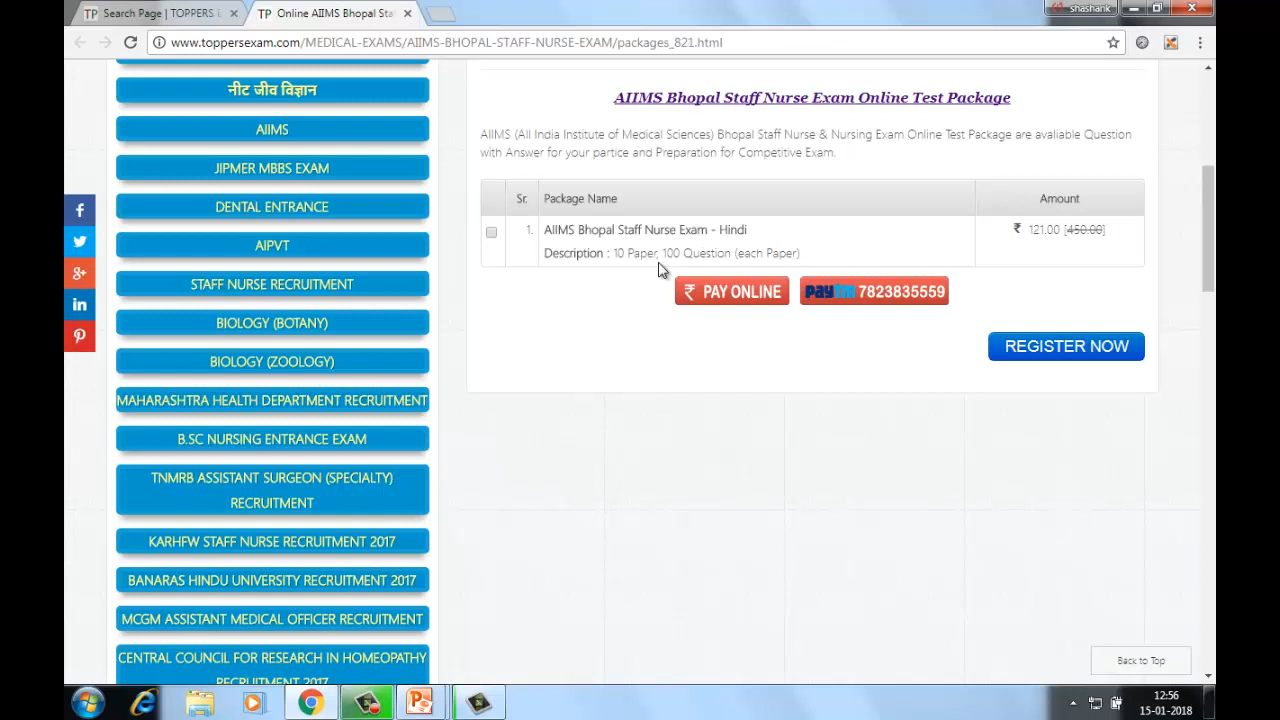 TP Search Page | TOPPERS E
TP Online AIIMS Bhopal Sta
shashank
www.toppersexam.com/MEDICAL-EXAMS/AIIMS-BHOPAL-STAFF-NURSE-EXAM/packages_821.html
नीट जीव विज्ञान
AIIMS
JIPMER MBBS EXAM
DENTAL ENTRANCE
AIPVT
STAFF NURSE RECRUITMENT
BIOLOGY (BOTANY)
BIOLOGY (ZOOLOGY)
MAHARASHTRA HEALTH DEPARTMENT RECRUITMENT
B.SC NURSING ENTRANCE EXAM
TNMRB ASSISTANT SURGEON (SPECIALTY)
RECRUITMENT
KARHFW STAFF NURSE RECRUITMENT 2017
BANARAS HINDU UNIVERSITY RECRUITMENT 2017
MCGM ASSISTANT MEDICAL OFFICER RECRUITMENT
CENTRAL COUNCIL FOR RESEARCH IN HOMEOPATHY
RECRUITMENT 2017
AIIMS Bhopal Staff Nurse Exam Online Test Package
AIIMS (All India Institute of Medical Sciences) Bhopal Staff Nurse & Nursing Exam Online Test Package are avaliable Question
with Answer for your partice and Preparation for Competitive Exam.
Sr. Package Name Amount
1. AIIMS Bhopal Staff Nurse Exam - Hindi ₹ 121.00 [450.00]
Description : 10 Paper, 100 Question (each Paper)
₹ PAY ONLINE paytm 7823835559
REGISTER NOW
Back to Top
12:56
15-01-2018